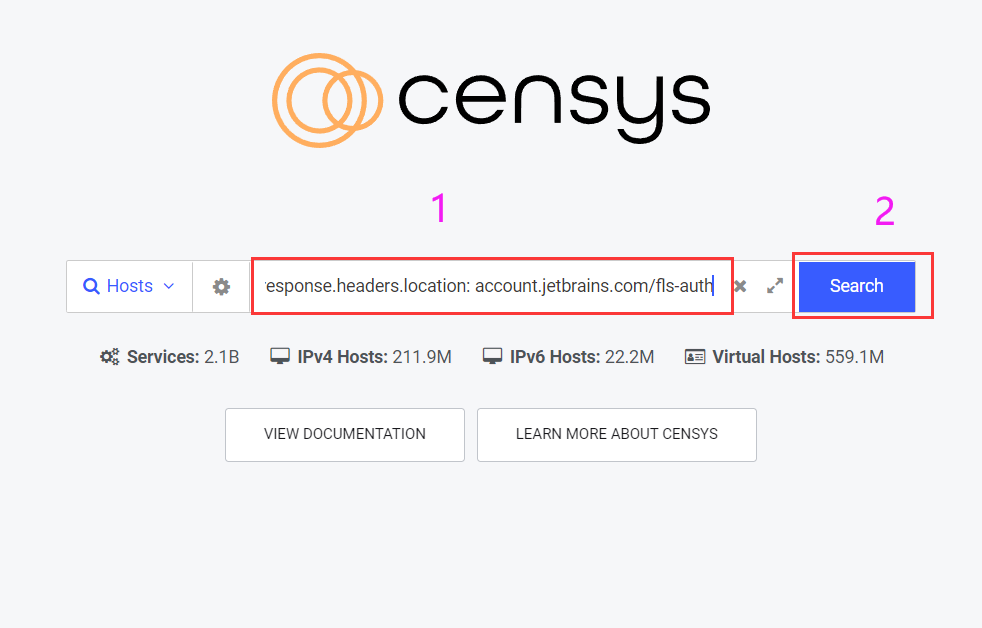 censys
1
2
Hosts
esponse.headers.location: account.jetbrains.com/fls-auth
Search
Services: 2.1B
IPv4 Hosts: 211.9M
IPv6 Hosts: 22.2M
Virtual Hosts: 559.1M
VIEW DOCUMENTATION
LEARN MORE ABOUT CENSYS